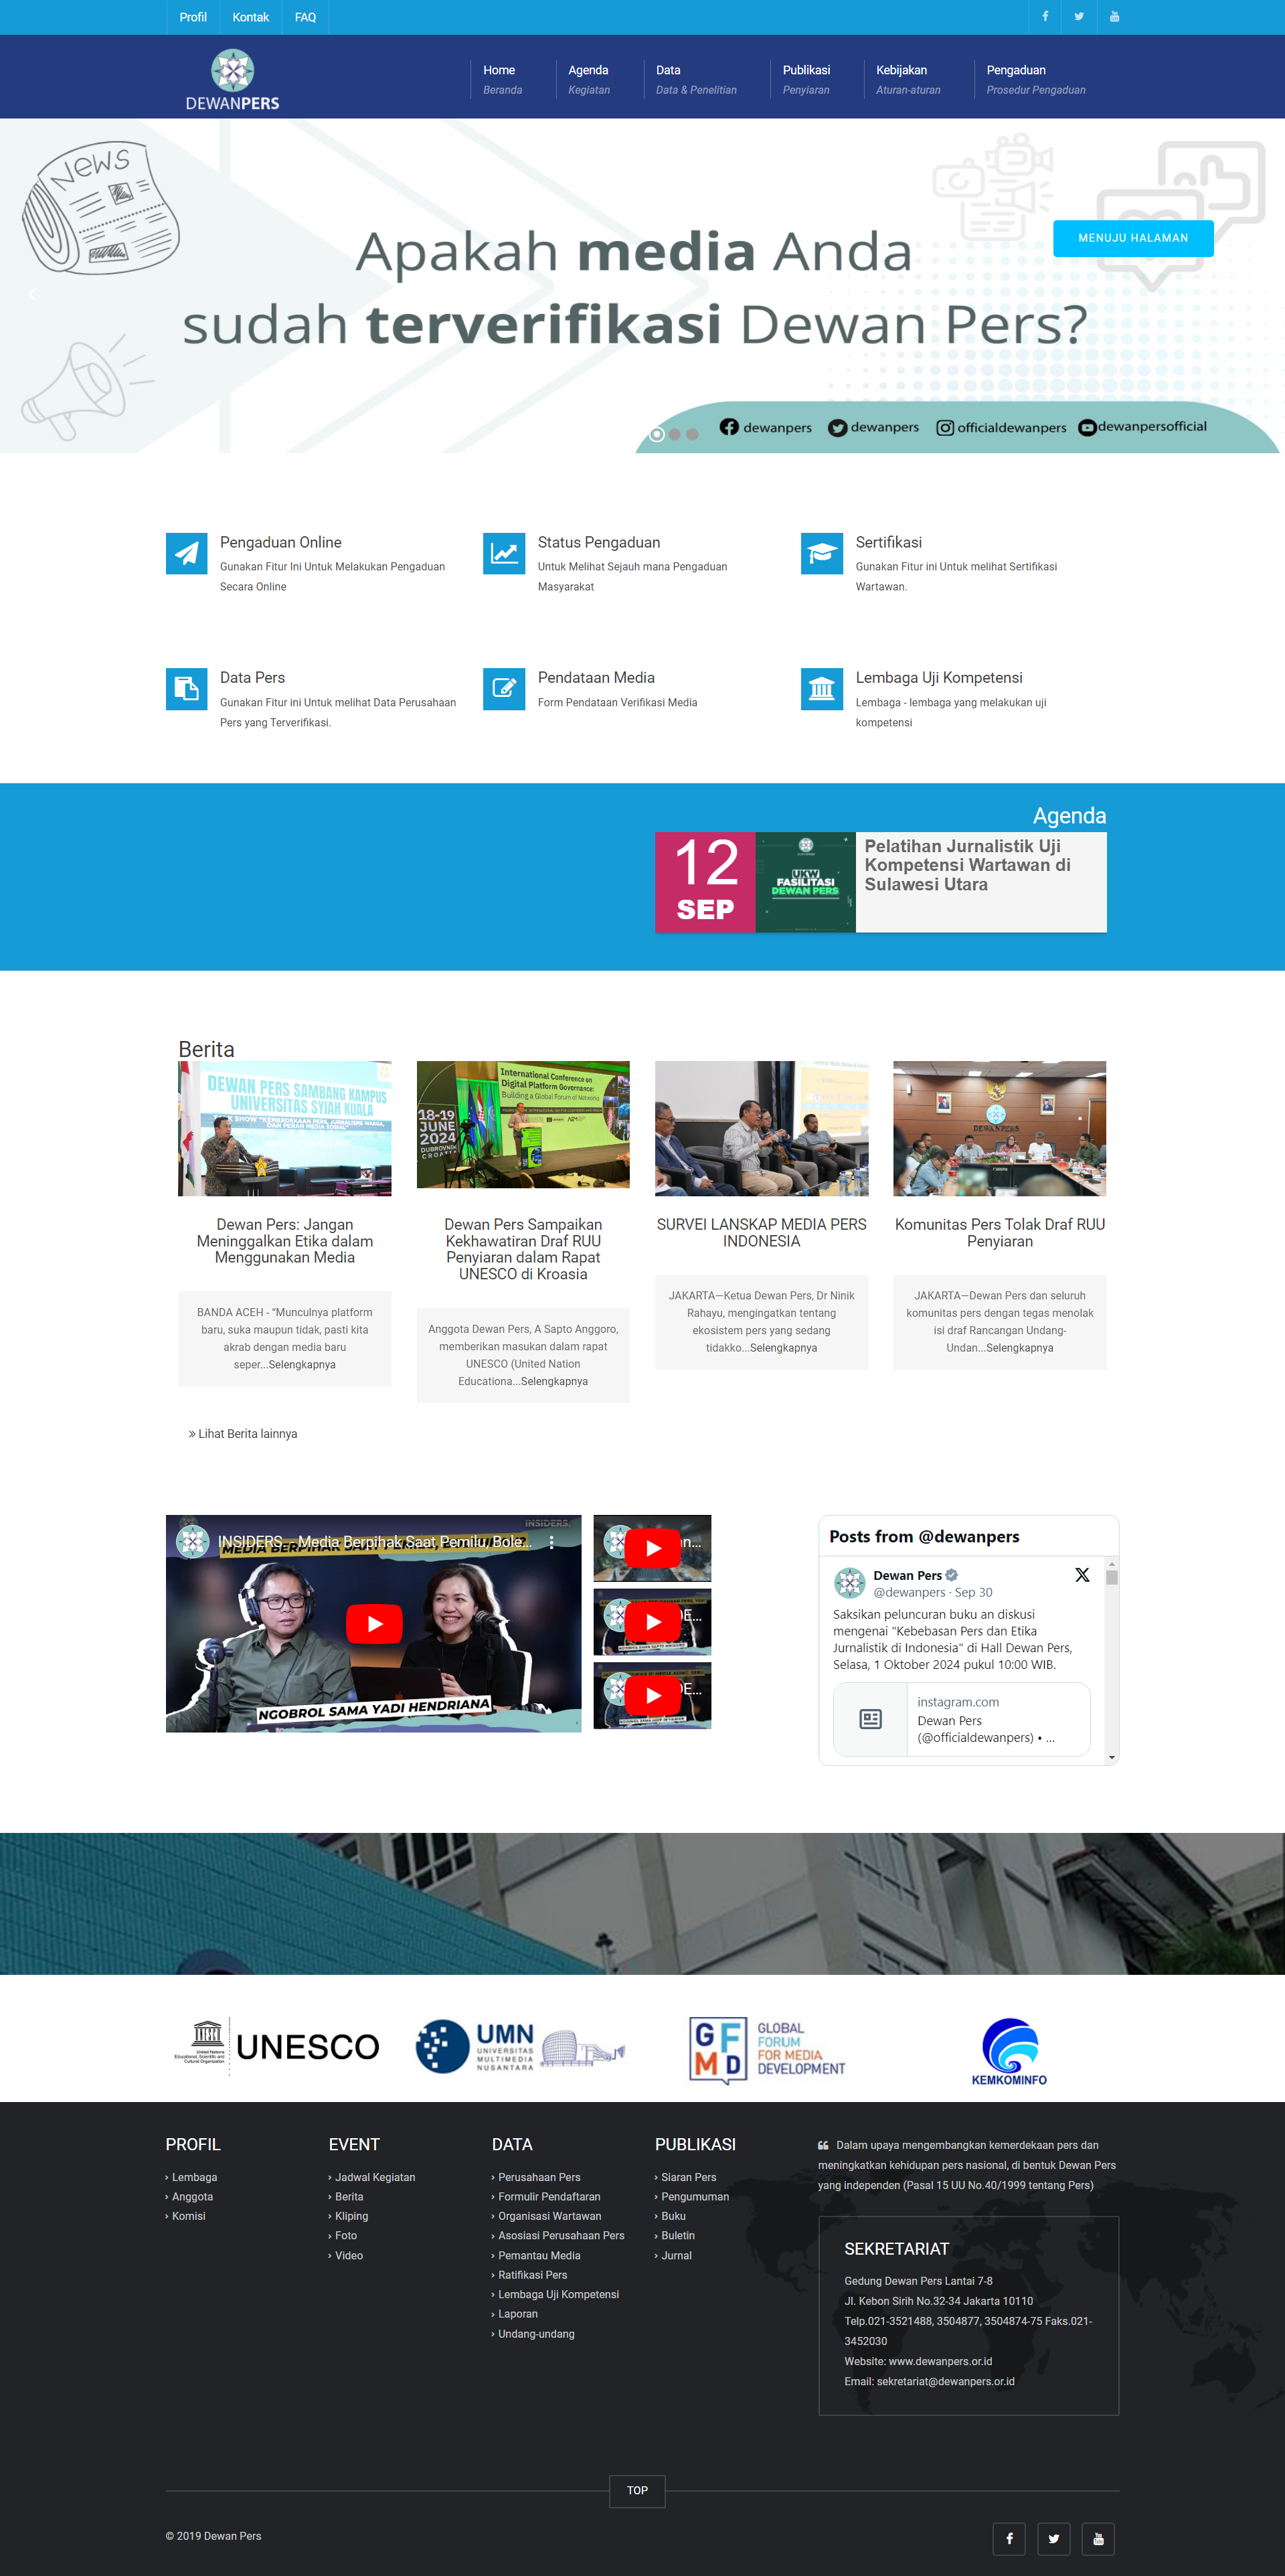 Profil
Kontak
FAQ
DEWANPERS
Home
Beranda
Agenda
Kegiatan
Data
Data & Penelitian
Publikasi
Penyiaran
Kebijakan
Aturan-aturan
Pengaduan
Prosedur Pengaduan
NEWS
Apakah media Anda
MENUJU HALAMAN
sudah terverifikasi Dewan Pers?
dewanpers
dewanpers
officialdewanpers
dewanpersofficial
Pengaduan Online
Gunakan Fitur Ini Untuk Melakukan Pengaduan
Secara Online
Status Pengaduan
Untuk Melihat Sejauh mana Pengaduan
Masyarakat
Sertifikasi
Gunakan Fitur ini Untuk melihat Sertifikasi
Wartawan.
Data Pers
Gunakan Fitur ini Untuk melihat Data Perusahaan
Pers yang Terverifikasi.
Pendataan Media
Form Pendataan Verifikasi Media
Lembaga Uji Kompetensi
Lembaga - lembaga yang melakukan uji
kompetensi
Agenda
12
SEP
UKW
FASILITASI
DEWAN PERS
Pelatihan Jurnalistik Uji
Kompetensi Wartawan di
Sulawesi Utara
Berita
DEWAN PERS SAMBANG KAMPUS
UNIVERSITAS SYIAH KUALA
Dewan Pers: Jangan
Meninggalkan Etika dalam
Menggunakan Media
BANDA ACEH - “Munculnya platform
baru, suka maupun tidak, pasti kita
akrab dengan media baru
seper...Selengkapnya
International Conference on
Digital Platform Governance:
Building a Global Forum of Networks
18-19
JUNE
2024
DUBROVNIK
CROATIA
Dewan Pers Sampaikan
Kekhawatiran Draf RUU
Penyiaran dalam Rapat
UNESCO di Kroasia
Anggota Dewan Pers, A Sapto Anggoro,
memberikan masukan dalam rapat
UNESCO (United Nation
Educationa...Selengkapnya
SURVEI LANSKAP MEDIA PERS
INDONESIA
JAKARTA—Ketua Dewan Pers, Dr Ninik
Rahayu, mengingatkan tentang
ekosistem pers yang sedang
tidakko...Selengkapnya
DEWAN PERS
Komunitas Pers Tolak Draf RUU
Penyiaran
JAKARTA—Dewan Pers dan seluruh
komunitas pers dengan tegas menolak
isi draf Rancangan Undang-
Undan...Selengkapnya
» Lihat Berita lainnya
INSIDERS.
INSIDERS - Media Berpihak Saat Pemilu, Bole...
NGOBROL SAMA YADI HENDRIANA
Posts from @dewanpers
Dewan Pers
@dewanpers · Sep 30
Saksikan peluncuran buku an diskusi
mengenai "Kebebasan Pers dan Etika
Jurnalistik di Indonesia" di Hall Dewan Pers,
Selasa, 1 Oktober 2024 pukul 10:00 WIB.
instagram.com
Dewan Pers
(@officialdewanpers) • ...
UNESCO
United Nations
Educational, Scientific and
Cultural Organization
UMN
UNIVERSITAS
MULTIMEDIA
NUSANTARA
GFMD
GLOBAL
FORUM
FOR MEDIA
DEVELOPMENT
KEMKOMINFO
PROFIL
Lembaga
Anggota
Komisi
EVENT
Jadwal Kegiatan
Berita
Kliping
Foto
Video
DATA
Perusahaan Pers
Formulir Pendaftaran
Organisasi Wartawan
Asosiasi Perusahaan Pers
Pemantau Media
Ratifikasi Pers
Lembaga Uji Kompetensi
Laporan
Undang-undang
PUBLIKASI
Siaran Pers
Pengumuman
Buku
Buletin
Jurnal
Dalam upaya mengembangkan kemerdekaan pers dan
meningkatkan kehidupan pers nasional, di bentuk Dewan Pers
yang independen (Pasal 15 UU No.40/1999 tentang Pers)
SEKRETARIAT
Gedung Dewan Pers Lantai 7-8
Jl. Kebon Sirih No.32-34 Jakarta 10110
Telp.021-3521488, 3504877, 3504874-75 Faks.021-
3452030
Website: www.dewanpers.or.id
Email: sekretariat@dewanpers.or.id
TOP
© 2019 Dewan Pers